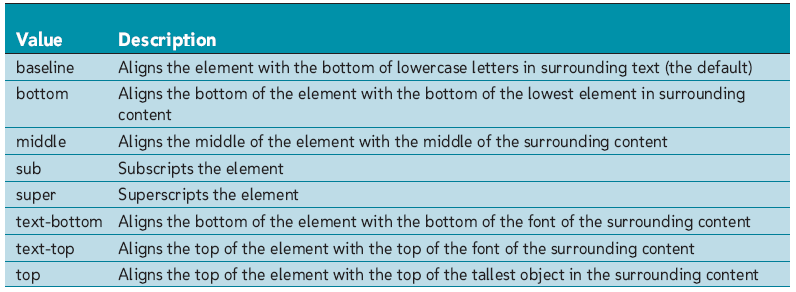 Value Description
baseline Aligns the element with the bottom of lowercase letters in surrounding text (the default)
bottom Aligns the bottom of the element with the bottom of the lowest element in surrounding
content
middle Aligns the middle of the element with the middle of the surrounding content
sub Subscripts the element
super Superscripts the element
text-bottom Aligns the bottom of the element with the bottom of the font of the surrounding content
text-top Aligns the top of the element with the top of the font of the surrounding content
top Aligns the top of the element with the top of the tallest object in the surrounding content